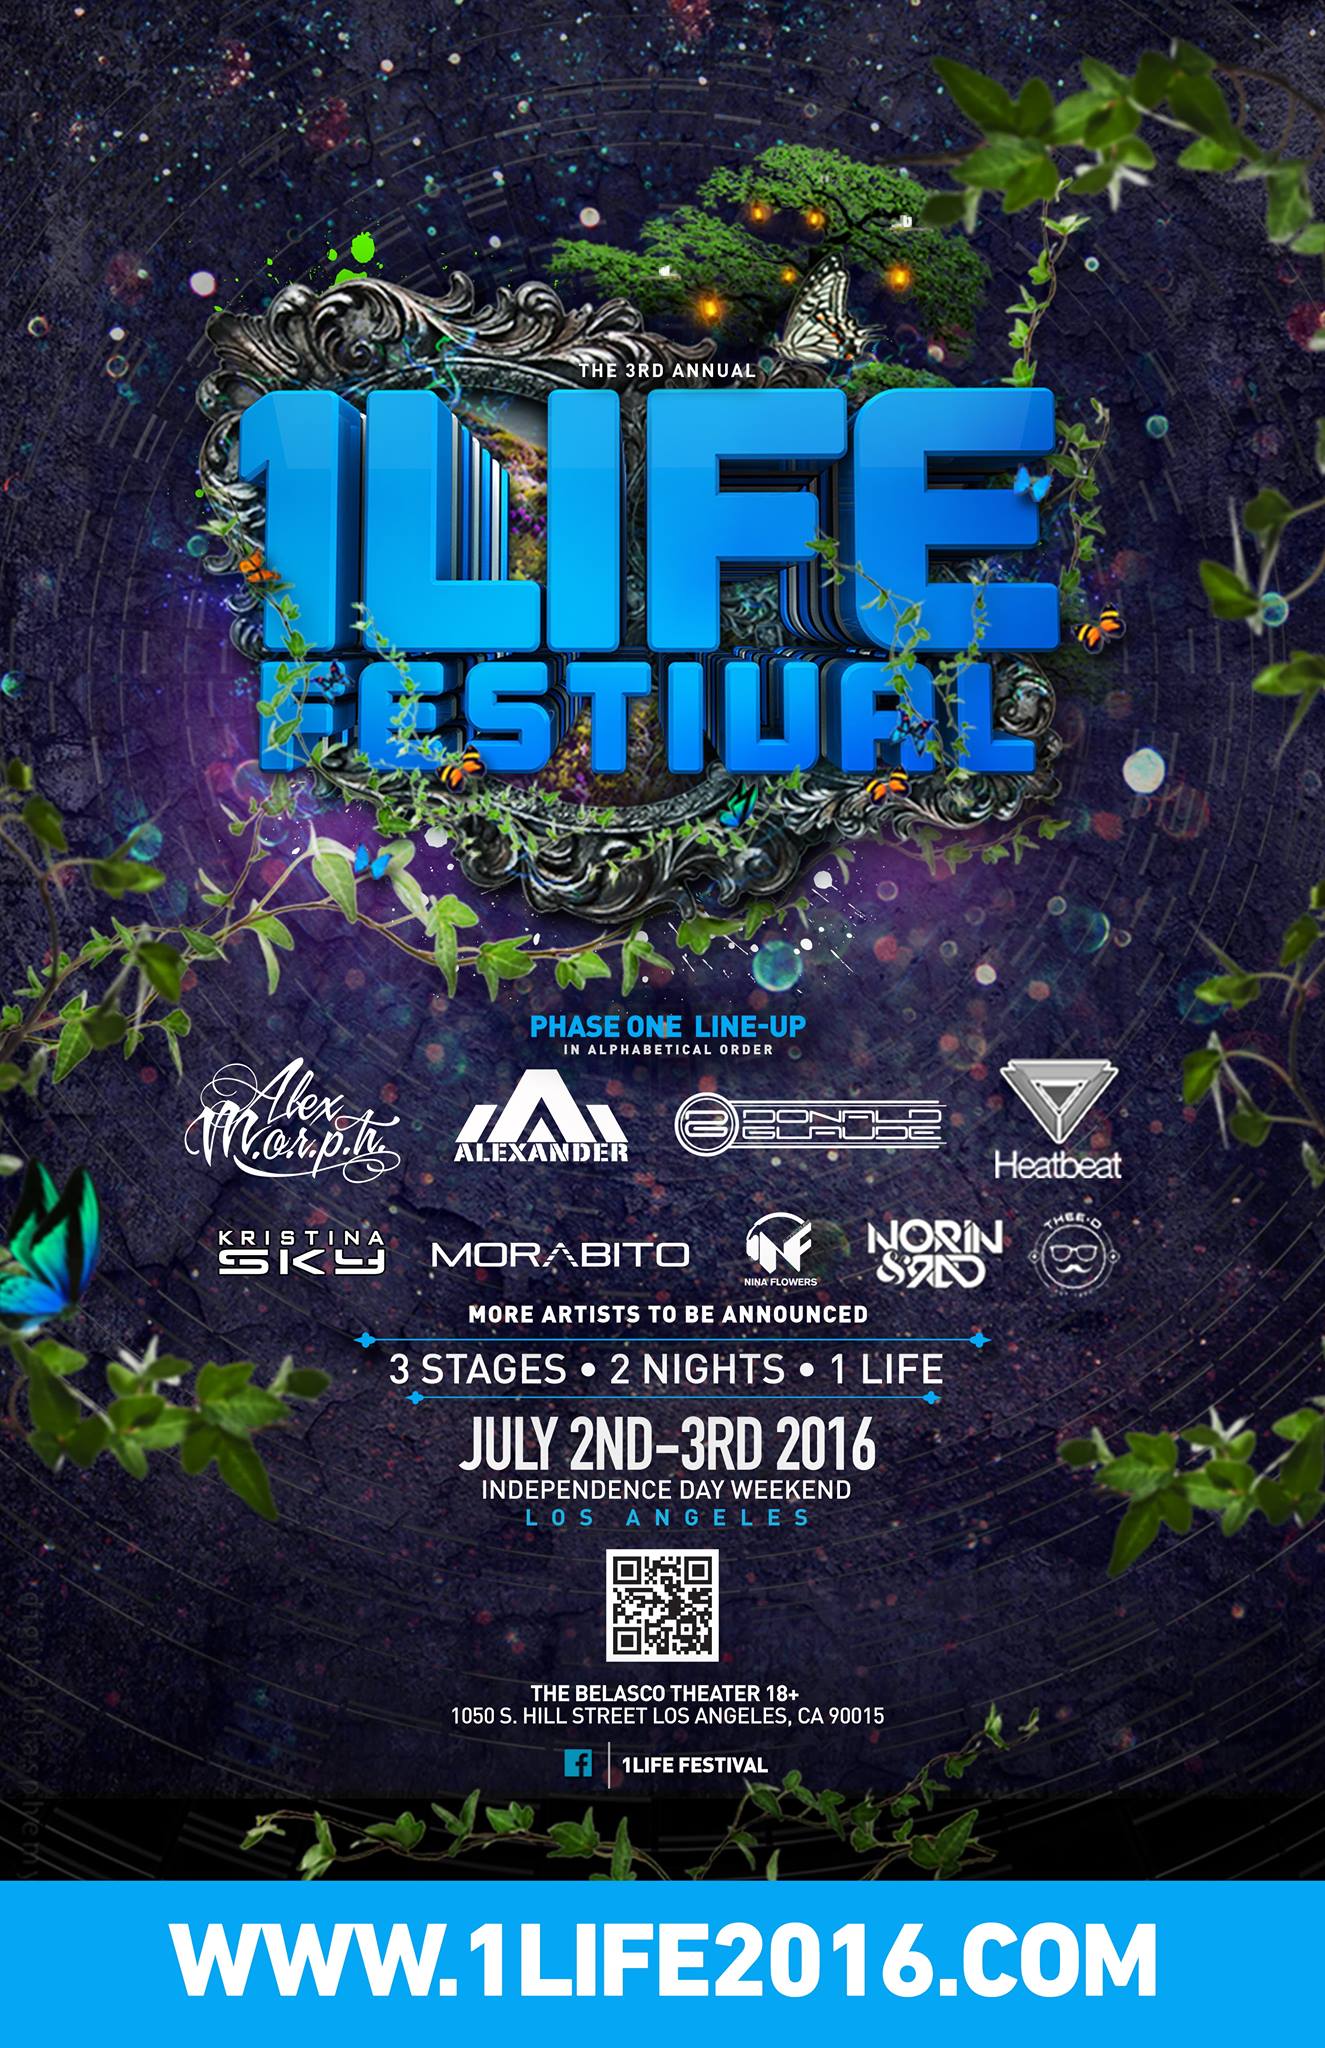 THE 3RD ANNUAL
1LIFE
FESTIVAL
PHASE ONE LINE-UP
IN ALPHABETICAL ORDER
Alex
M.o.r.p.h.
ALEXANDER
DONALD
GLAUDE
Heatbeat
KRISTINA
SKY
MORABITO
NF
NINA FLOWERS
NORIN
& RAD
THEE-O
MORE ARTISTS TO BE ANNOUNCED
3 STAGES • 2 NIGHTS • 1 LIFE
JULY 2ND-3RD 2016
INDEPENDENCE DAY WEEKEND
LOS ANGELES
THE BELASCO THEATER 18+
1050 S. HILL STREET LOS ANGELES, CA 90015
f | 1LIFE FESTIVAL
WWW.1LIFE2016.COM